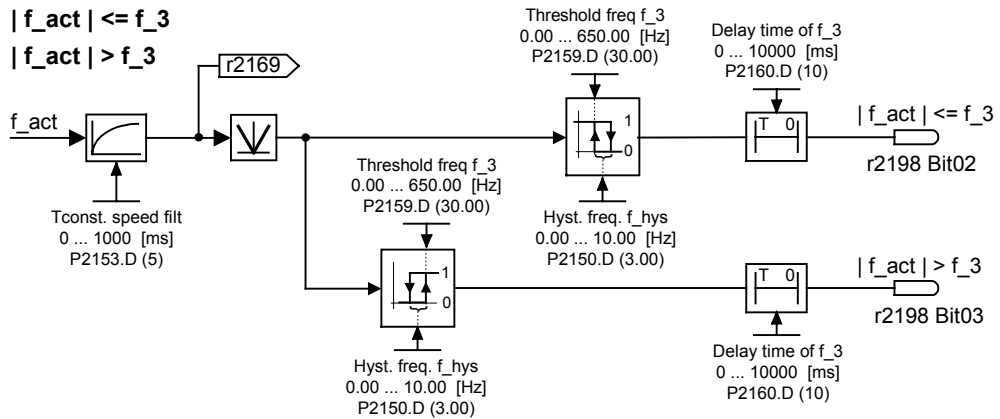 | f_act | <= f_3
| f_act | > f_3
r2169
f_act
Tconst. speed filt
0 ... 1000 [ms]
P2153.D (5)
Threshold freq f_3
0.00 ... 650.00 [Hz]
P2159.D (30.00)
1
0
Hyst. freq. f_hys
0.00 ... 10.00 [Hz]
P2150.D (3.00)
Delay time of f_3
0 ... 10000 [ms]
P2160.D (10)
T 0
| f_act | <= f_3
r2198 Bit02
Threshold freq f_3
0.00 ... 650.00 [Hz]
P2159.D (30.00)
1
0
Hyst. freq. f_hys
0.00 ... 10.00 [Hz]
P2150.D (3.00)
T 0
Delay time of f_3
0 ... 10000 [ms]
P2160.D (10)
| f_act | > f_3
r2198 Bit03